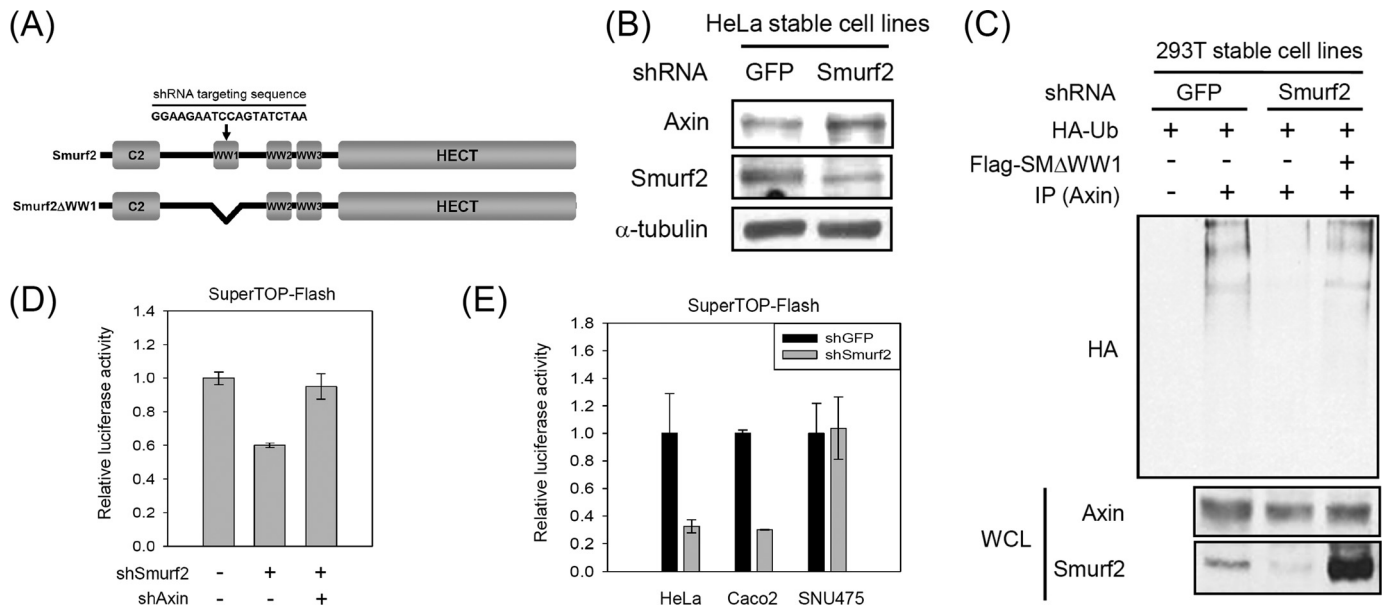 (A)
shRNA targeting sequence
GGAAGAATCCAGTATCTAA
Smurf2 C2 WW1 WW2 WW3 HECT
Smurf2ΔWW1 C2 WW2 WW3 HECT
(B)
HeLa stable cell lines
shRNA GFP Smurf2
Axin
Smurf2
α-tubulin
(C)
293T stable cell lines
shRNA GFP Smurf2
HA-Ub + + + +
Flag-SMΔWW1 - - - +
IP (Axin) - + + +
HA
WCL
Axin
Smurf2
(D)
SuperTOP-Flash
Relative luciferase activity
1.4
1.2
1.0
0.8
0.6
0.4
0.2
0.0
shSmurf2 - + +
shAxin - - +
(E)
SuperTOP-Flash
Relative luciferase activity
1.8
1.6
1.4
1.2
1.0
0.8
0.6
0.4
0.2
0.0
shGFP
shSmurf2
HeLa Caco2 SNU475